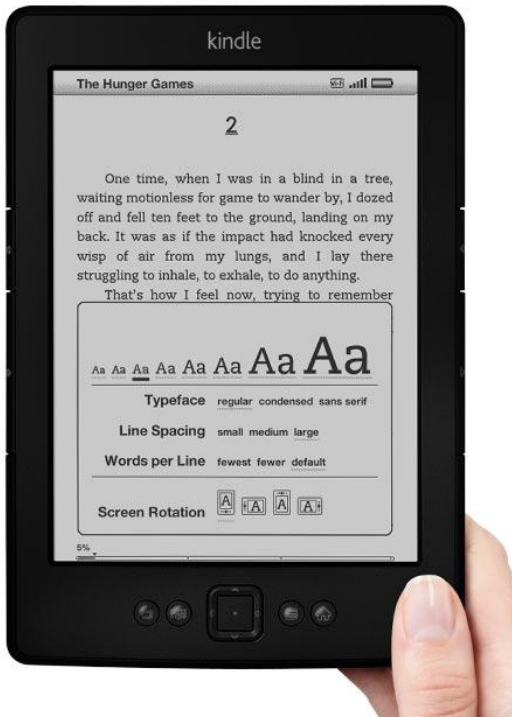 kindle
The Hunger Games
2
One time, when I was in a blind in a tree,
waiting motionless for game to wander by, I dozed
off and fell ten feet to the ground, landing on my
back. It was as if the impact had knocked every
wisp of air from my lungs, and I lay there
struggling to inhale, to exhale, to do anything.
That's how I feel now, trying to remember
Aa Aa Aa Aa Aa Aa Aa Aa
Typeface regular condensed sans serif
Line Spacing small medium large
Words per Line fewest fewer default
Screen Rotation A A A A
5%